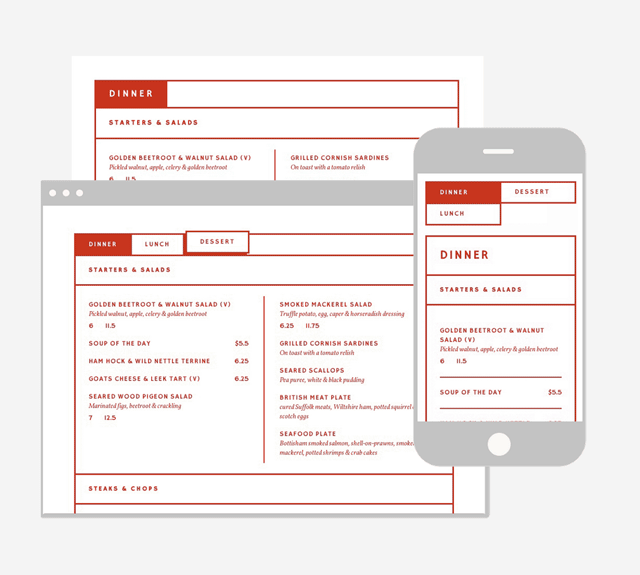 DINNER
STARTERS & SALADS
GOLDEN BEETROOT & WALNUT SALAD (V)
Pickled walnut, apple, celery & golden beetroot
6 11.5
GRILLED CORNISH SARDINES
On toast with a tomato relish
DINNER LUNCH DESSERT
STARTERS & SALADS
GOLDEN BEETROOT & WALNUT SALAD (V)
Pickled walnut, apple, celery & golden beetroot
6 11.5
SOUP OF THE DAY $5.5
HAM HOCK & WILD NETTLE TERRINE 6.25
GOATS CHEESE & LEEK TART (V) 6.25
SEARED WOOD PIGEON SALAD
Marinated figs, beetroot & crackling
7 12.5
SMOKED MACKEREL SALAD
Truffle potato, egg, caper & horseradish dressing
6.25 11.75
GRILLED CORNISH SARDINES
On toast with a tomato relish
SEARED SCALLOPS
Pea puree, white & black pudding
BRITISH MEAT PLATE
cured Suffolk meats, Wiltshire ham, potted squirrel
scotch eggs
SEAFOOD PLATE
Bottisham smoked salmon, shell-on-prawns, smoke
mackerel, potted shrimps & crab cakes
STEAKS & CHOPS
DINNER DESSERT
LUNCH
DINNER
STARTERS & SALADS
GOLDEN BEETROOT & WALNUT
SALAD (V)
Pickled walnut, apple, celery & golden beetroot
6 11.5
SOUP OF THE DAY $5.5